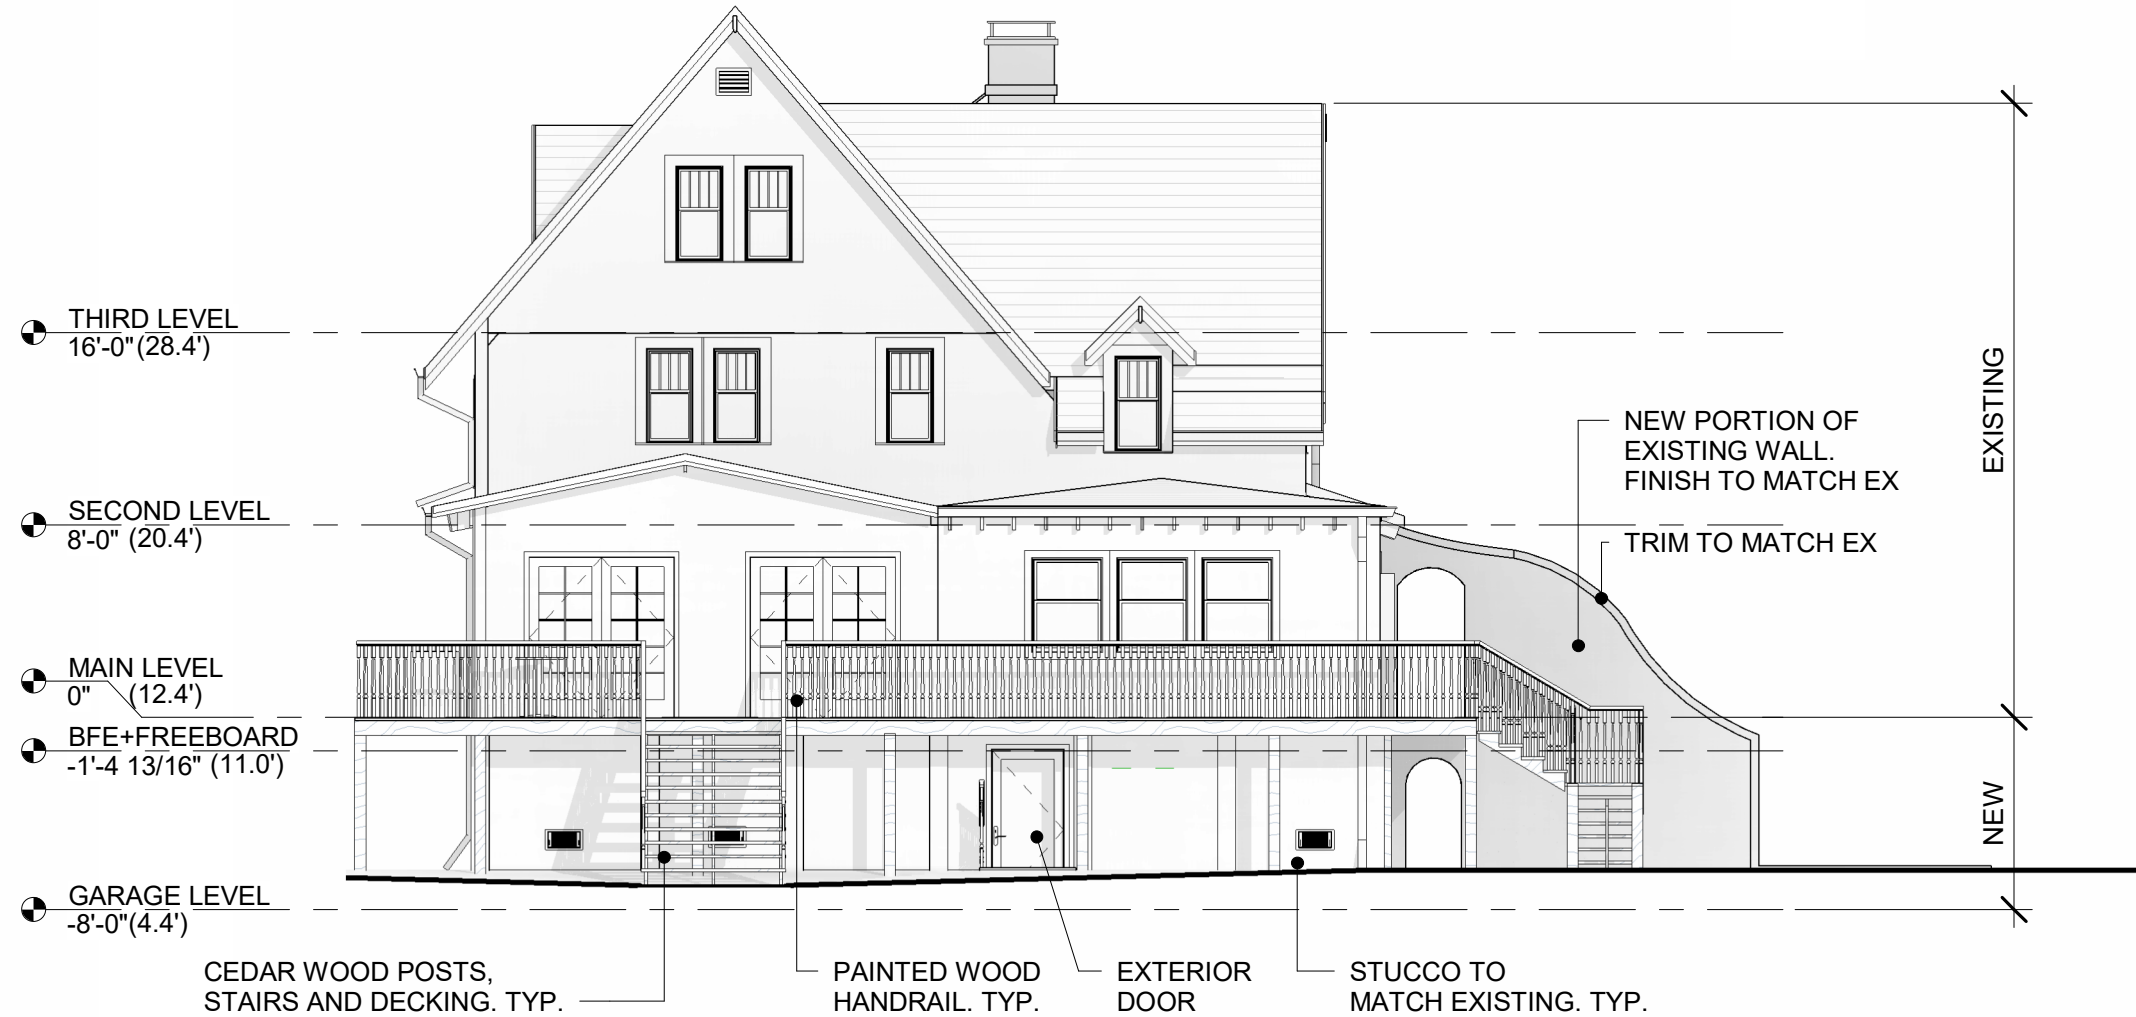 THIRD LEVEL
16'-0"(28.4')
EXISTING
NEW PORTION OF
EXISTING WALL.
FINISH TO MATCH EX
SECOND LEVEL
8'-0" (20.4')
TRIM TO MATCH EX
MAIN LEVEL
0" (12.4')
BFE+FREEBOARD
-1'-4 13/16" (11.0')
NEW
GARAGE LEVEL
-8'-0"(4.4')
CEDAR WOOD POSTS,
STAIRS AND DECKING. TYP.
PAINTED WOOD
HANDRAIL. TYP.
EXTERIOR
DOOR
STUCCO TO
MATCH EXISTING. TYP.